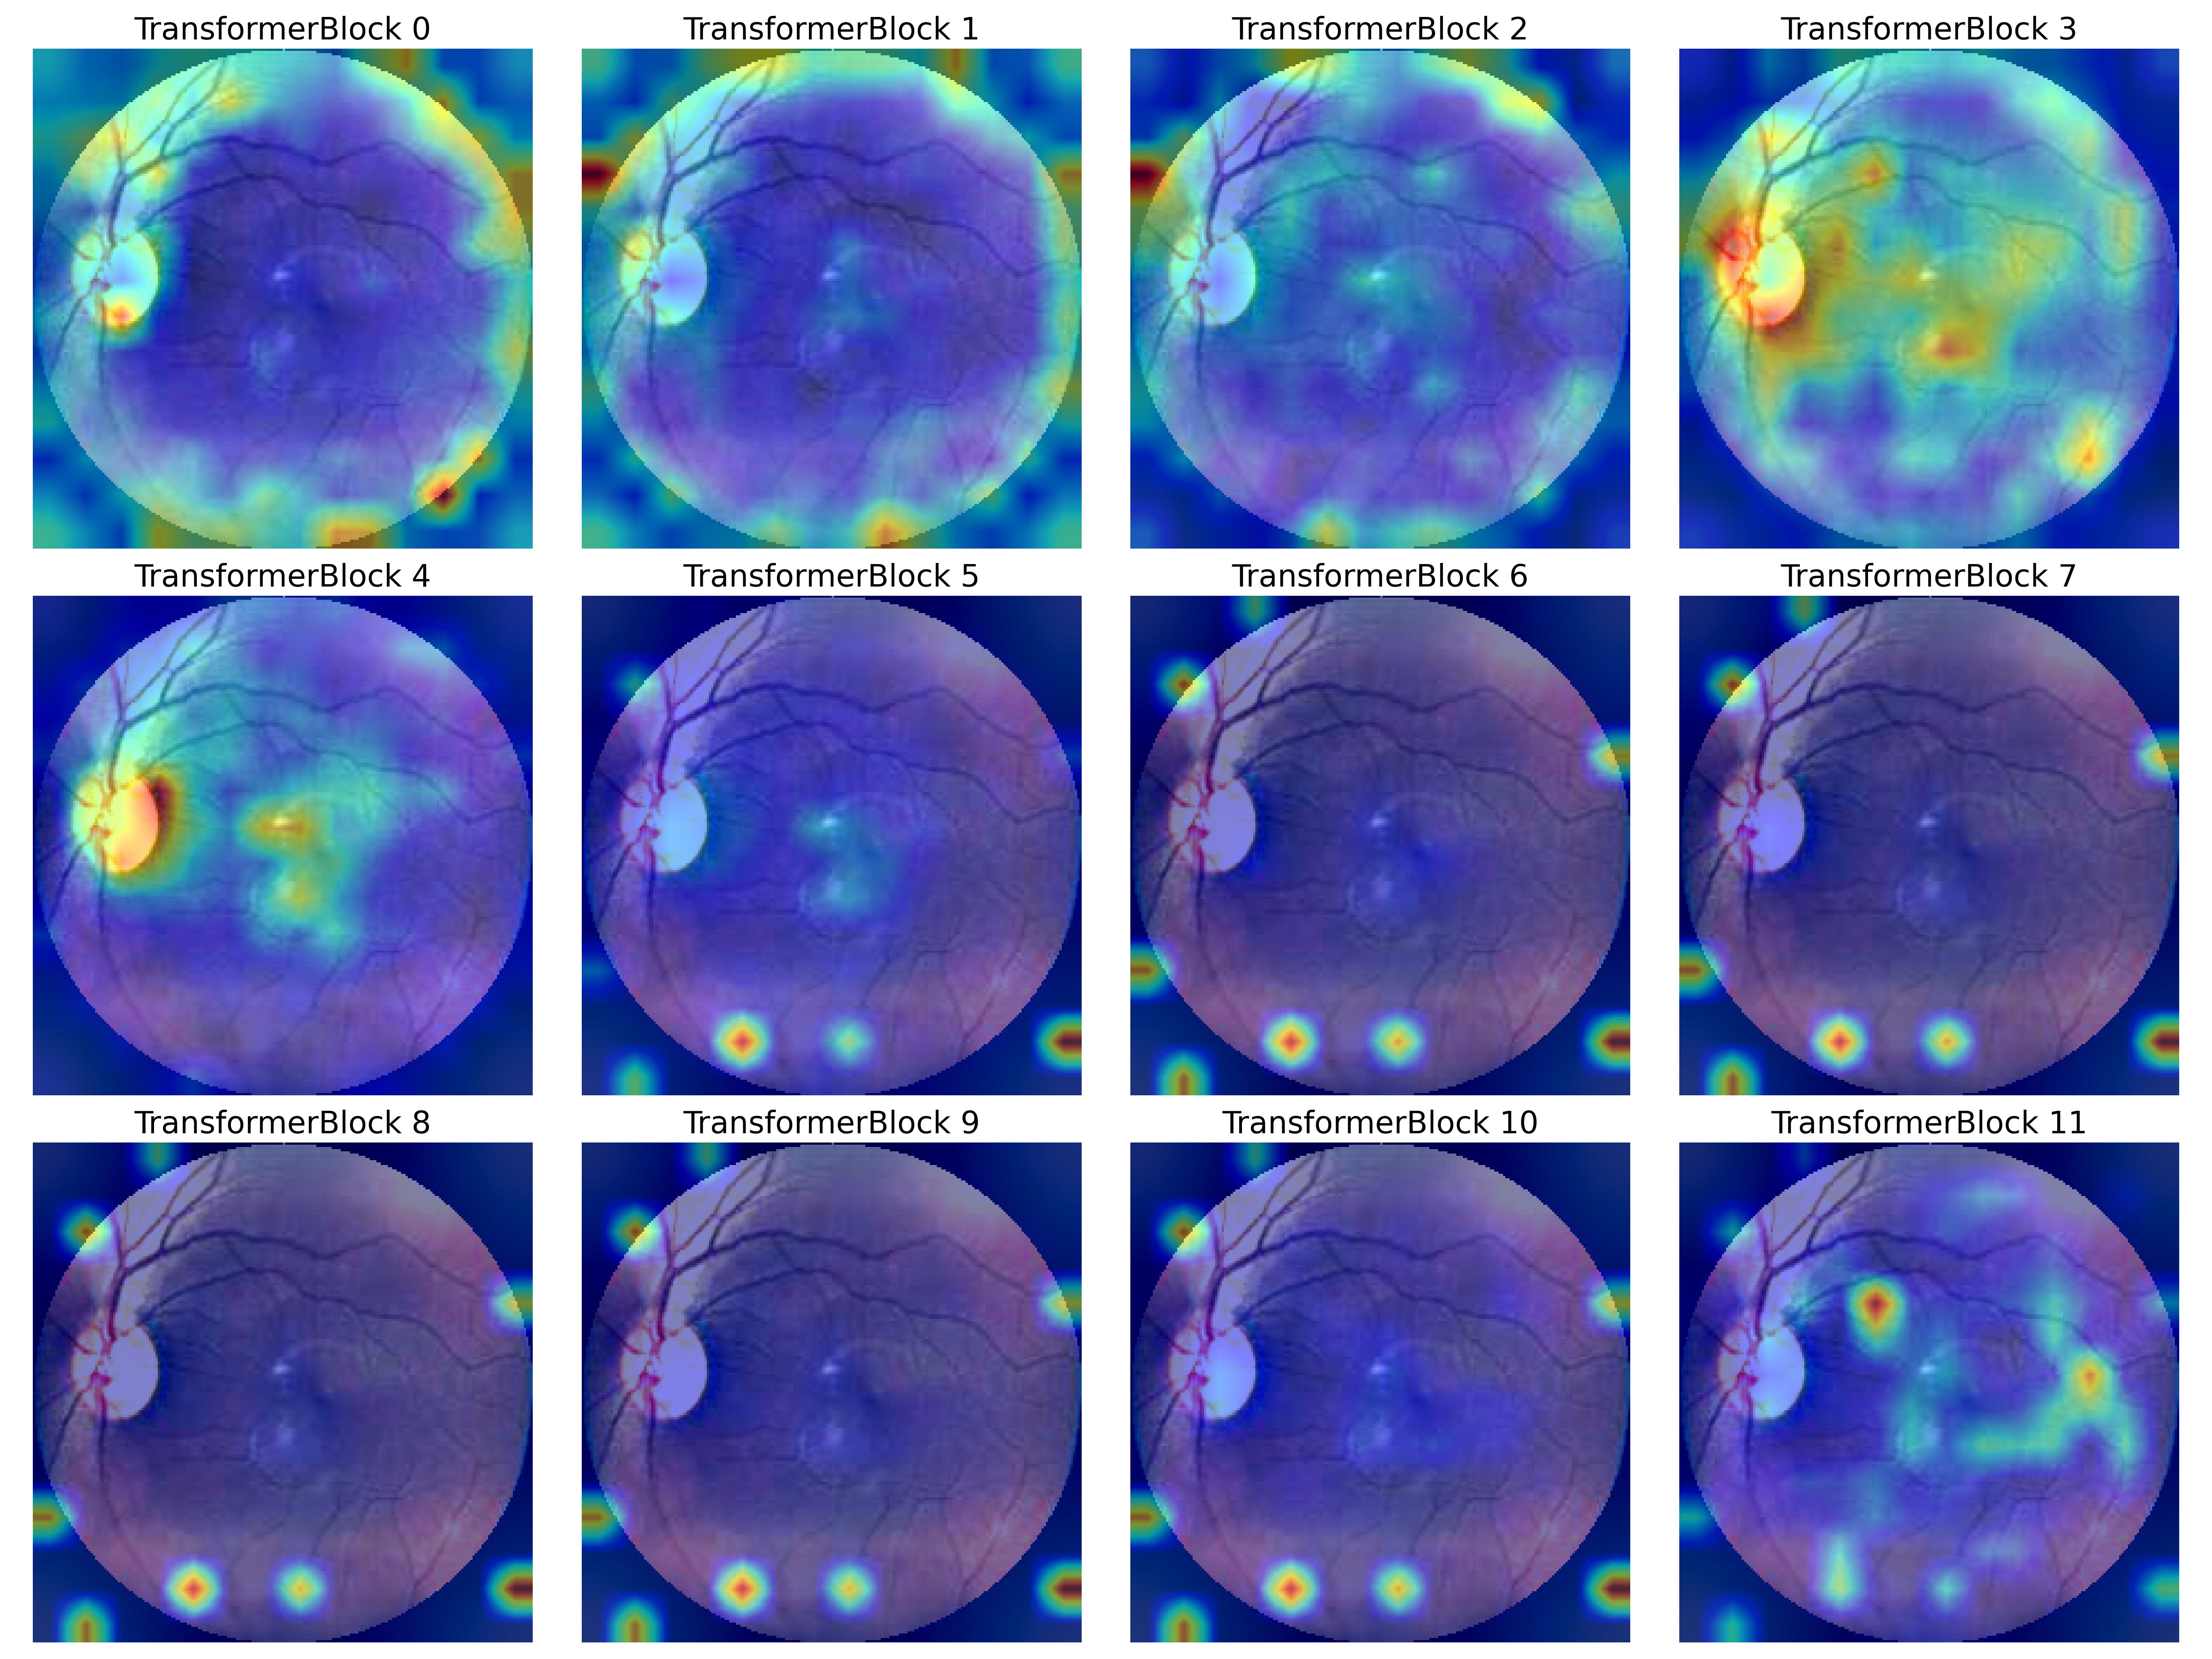 TransformerBlock 0
TransformerBlock 1
TransformerBlock 2
TransformerBlock 3
TransformerBlock 4
TransformerBlock 5
TransformerBlock 6
TransformerBlock 7
TransformerBlock 8
TransformerBlock 9
TransformerBlock 10
TransformerBlock 11